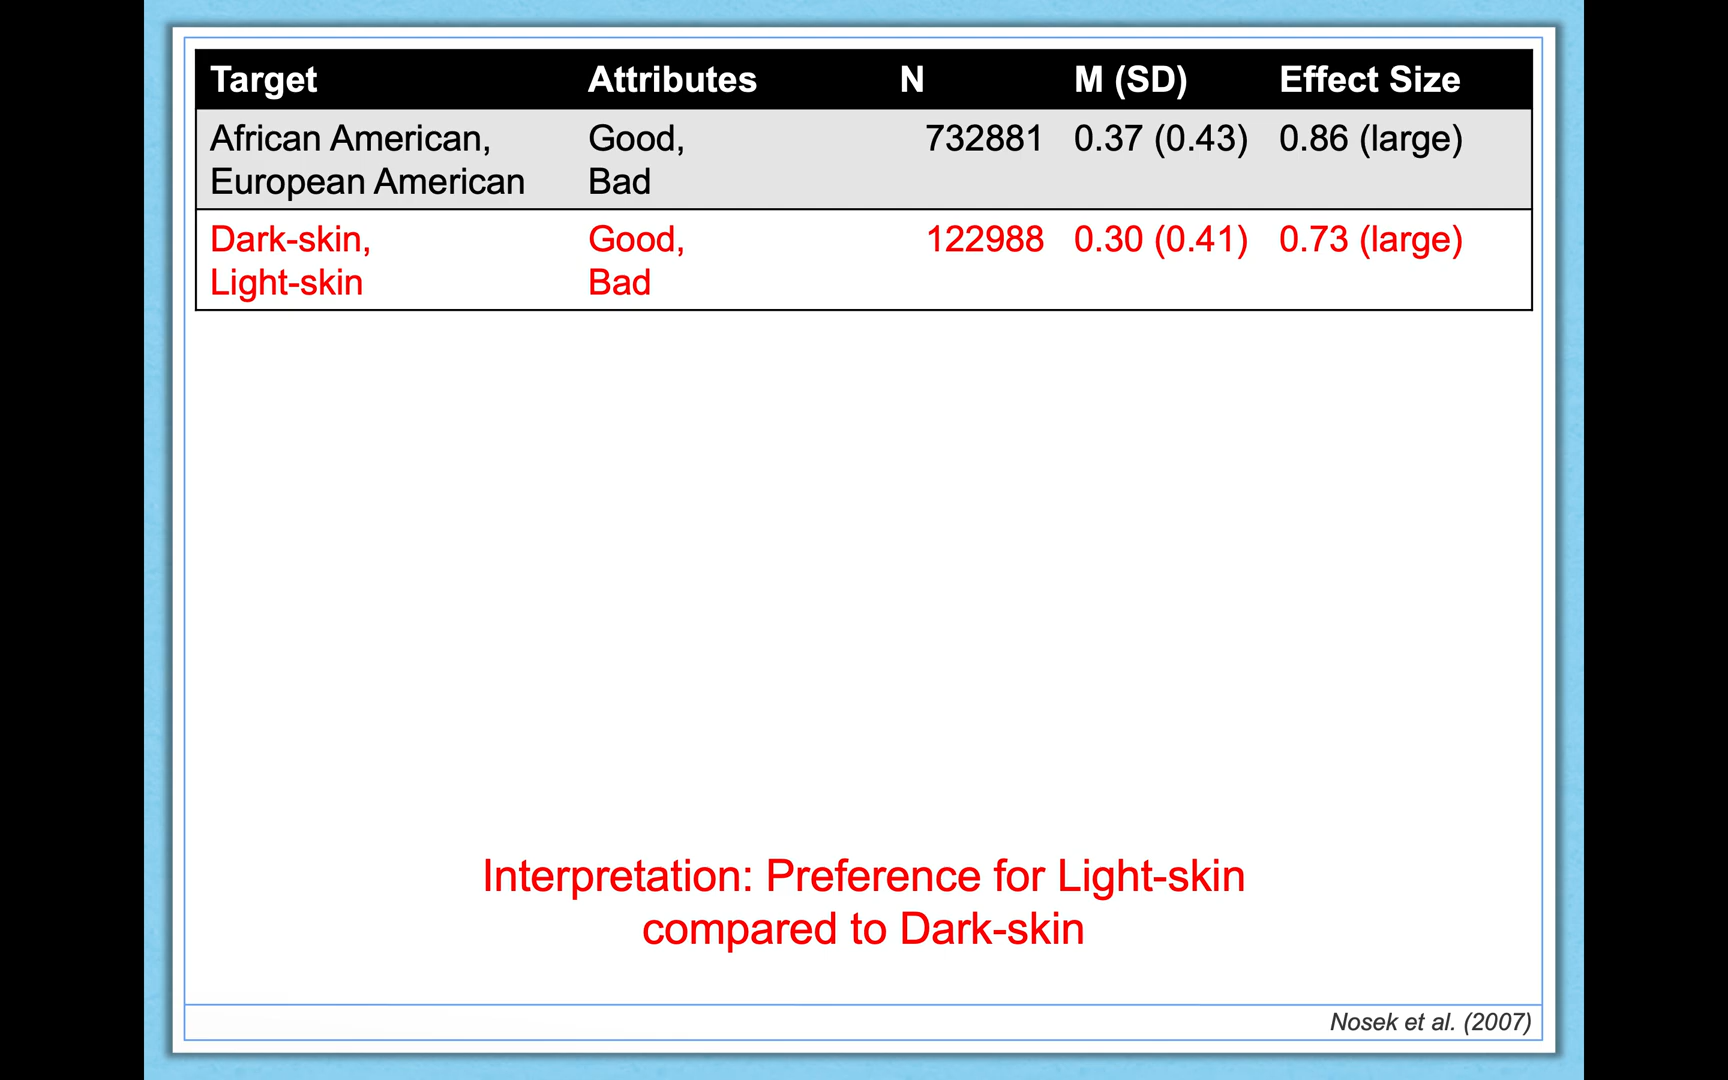 Target Attributes N M (SD) Effect Size
African American, Good, 732881 0.37 (0.43) 0.86 (large)
European American Bad
Dark-skin, Good, 122988 0.30 (0.41) 0.73 (large)
Light-skin Bad
Interpretation: Preference for Light-skin
compared to Dark-skin
Nosek et al. (2007)